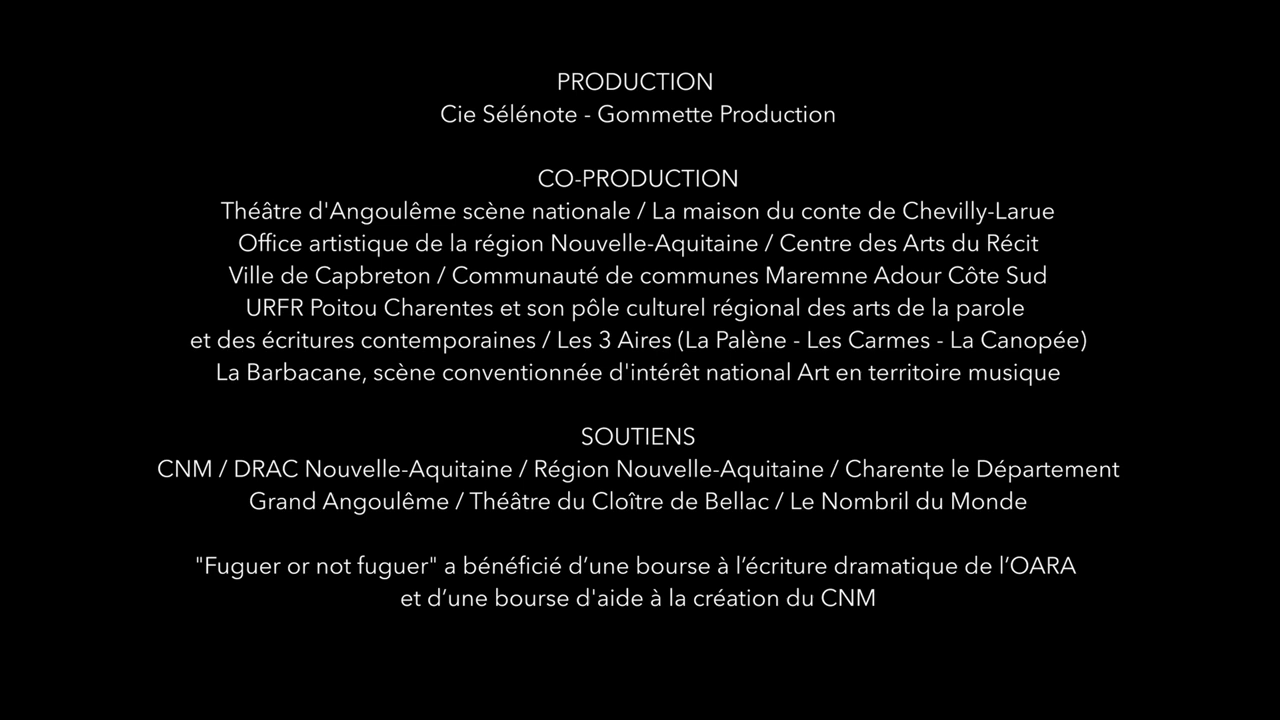 PRODUCTION
Cie Sélénote - Gommette Production
CO-PRODUCTION
Théâtre d'Angoulême scène nationale / La maison du conte de Chevilly-Larue
Office artistique de la région Nouvelle-Aquitaine / Centre des Arts du Récit
Ville de Capbreton / Communauté de communes Maremne Adour Côte Sud
URFR Poitou Charentes et son pôle culturel régional des arts de la parole
et des écritures contemporaines / Les 3 Aires (La Palène - Les Carmes - La Canopée)
La Barbacane, scène conventionnée d'intérêt national Art en territoire musique
SOUTIENS
CNM / DRAC Nouvelle-Aquitaine / Région Nouvelle-Aquitaine / Charente le Département
Grand Angoulême / Théâtre du Cloître de Bellac / Le Nombril du Monde
"Fuguer or not fuguer" a bénéficié d’une bourse à l’écriture dramatique de l’OARA
et d’une bourse d'aide à la création du CNM